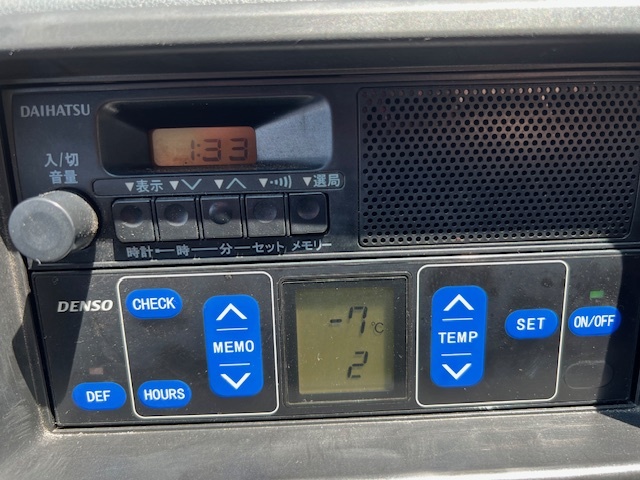 DAIHATSU
1:33
入/切
音量
▼表示 ▼∨ ▼∧ ▼•))) ▼選局
時計 時 分 セット メモリー
DENSO CHECK
MEMO
-7°C
2
TEMP
SET
ON/OFF
DEF
HOURS